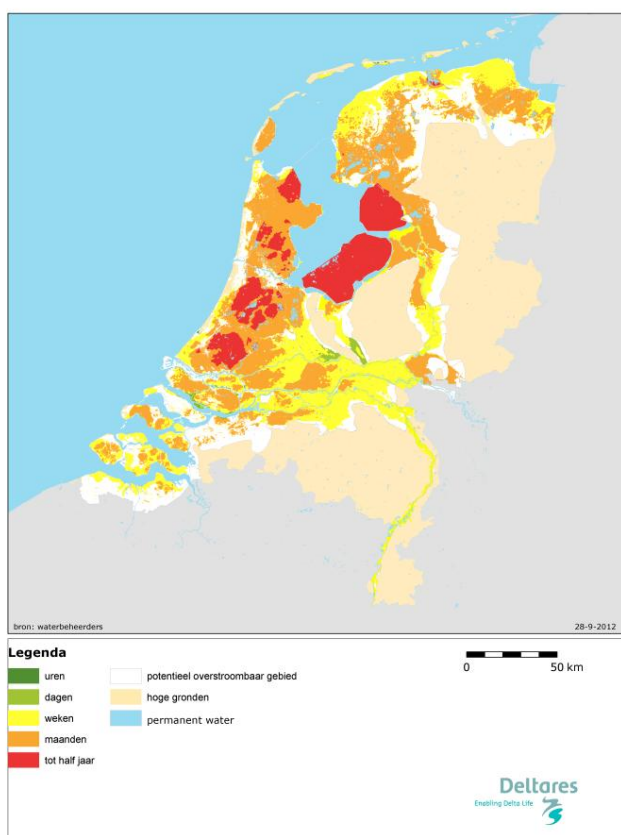 bron: waterbeheerders
28-9-2012
Legenda
uren
dagen
weken
maanden
tot half jaar
potentieel overstroombaar gebied
hoge gronden
permanent water
0 50 km
Deltares
Enabling Delta Life